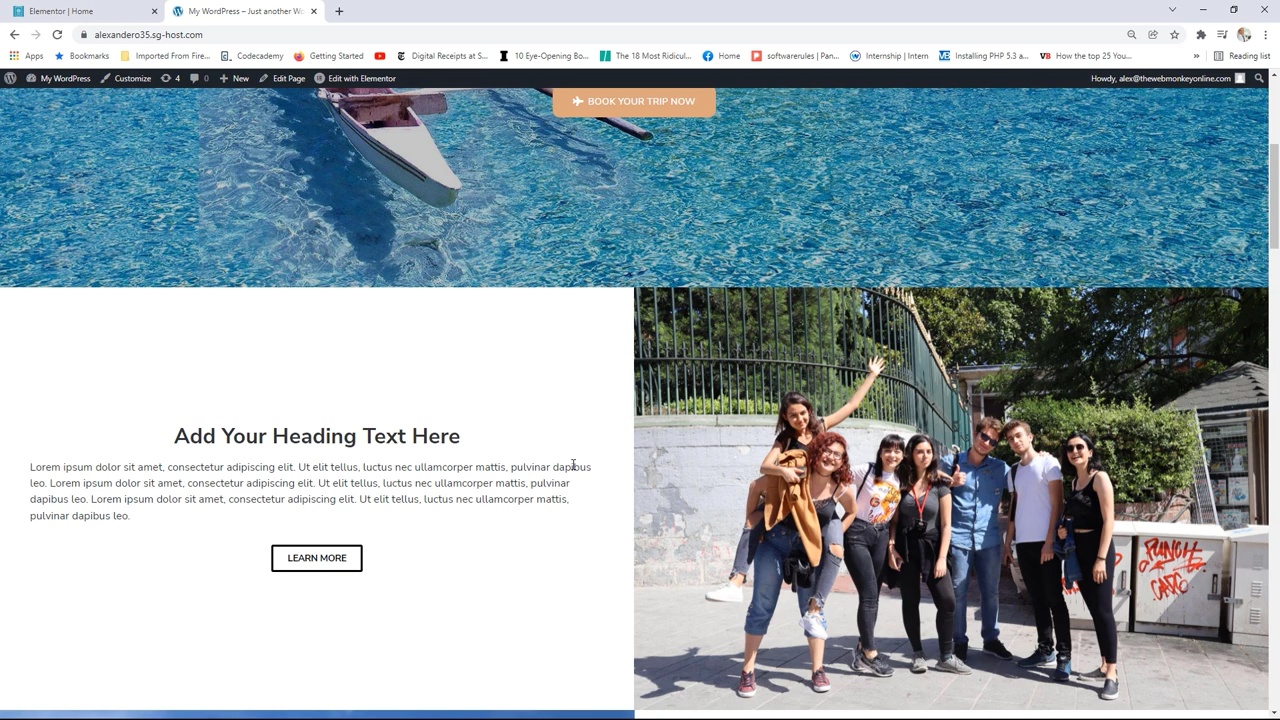 Elementor | Home
My WordPress – Just another Wo
alexandero35.sg-host.com
Apps Bookmarks Imported From Fire... Codecademy Getting Started Digital Receipts at S... 10 Eye-Opening Bo... The 18 Most Ridicul... Home softwarerules | Pan... Internship | Intern Installing PHP 5.3 a... How the top 25 You... » Reading list
My WordPress Customize 4 0 New Edit Page Edit with Elementor Howdy, alex@thewebmonkeyonline.com
BOOK YOUR TRIP NOW
Add Your Heading Text Here
Lorem ipsum dolor sit amet, consectetur adipiscing elit. Ut elit tellus, luctus nec ullamcorper mattis, pulvinar dapibus
leo. Lorem ipsum dolor sit amet, consectetur adipiscing elit. Ut elit tellus, luctus nec ullamcorper mattis, pulvinar
dapibus leo. Lorem ipsum dolor sit amet, consectetur adipiscing elit. Ut elit tellus, luctus nec ullamcorper mattis,
pulvinar dapibus leo.
LEARN MORE
PUNCH